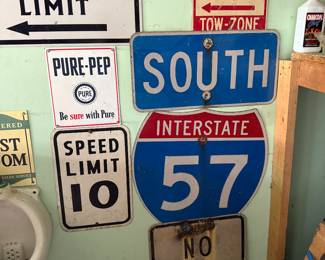 LIMIT
TOW-ZONE
SOUTH
PURE-PEP
PURE
Be sure with Pure
INTERSTATE
57
SPEED
LIMIT
10
NO